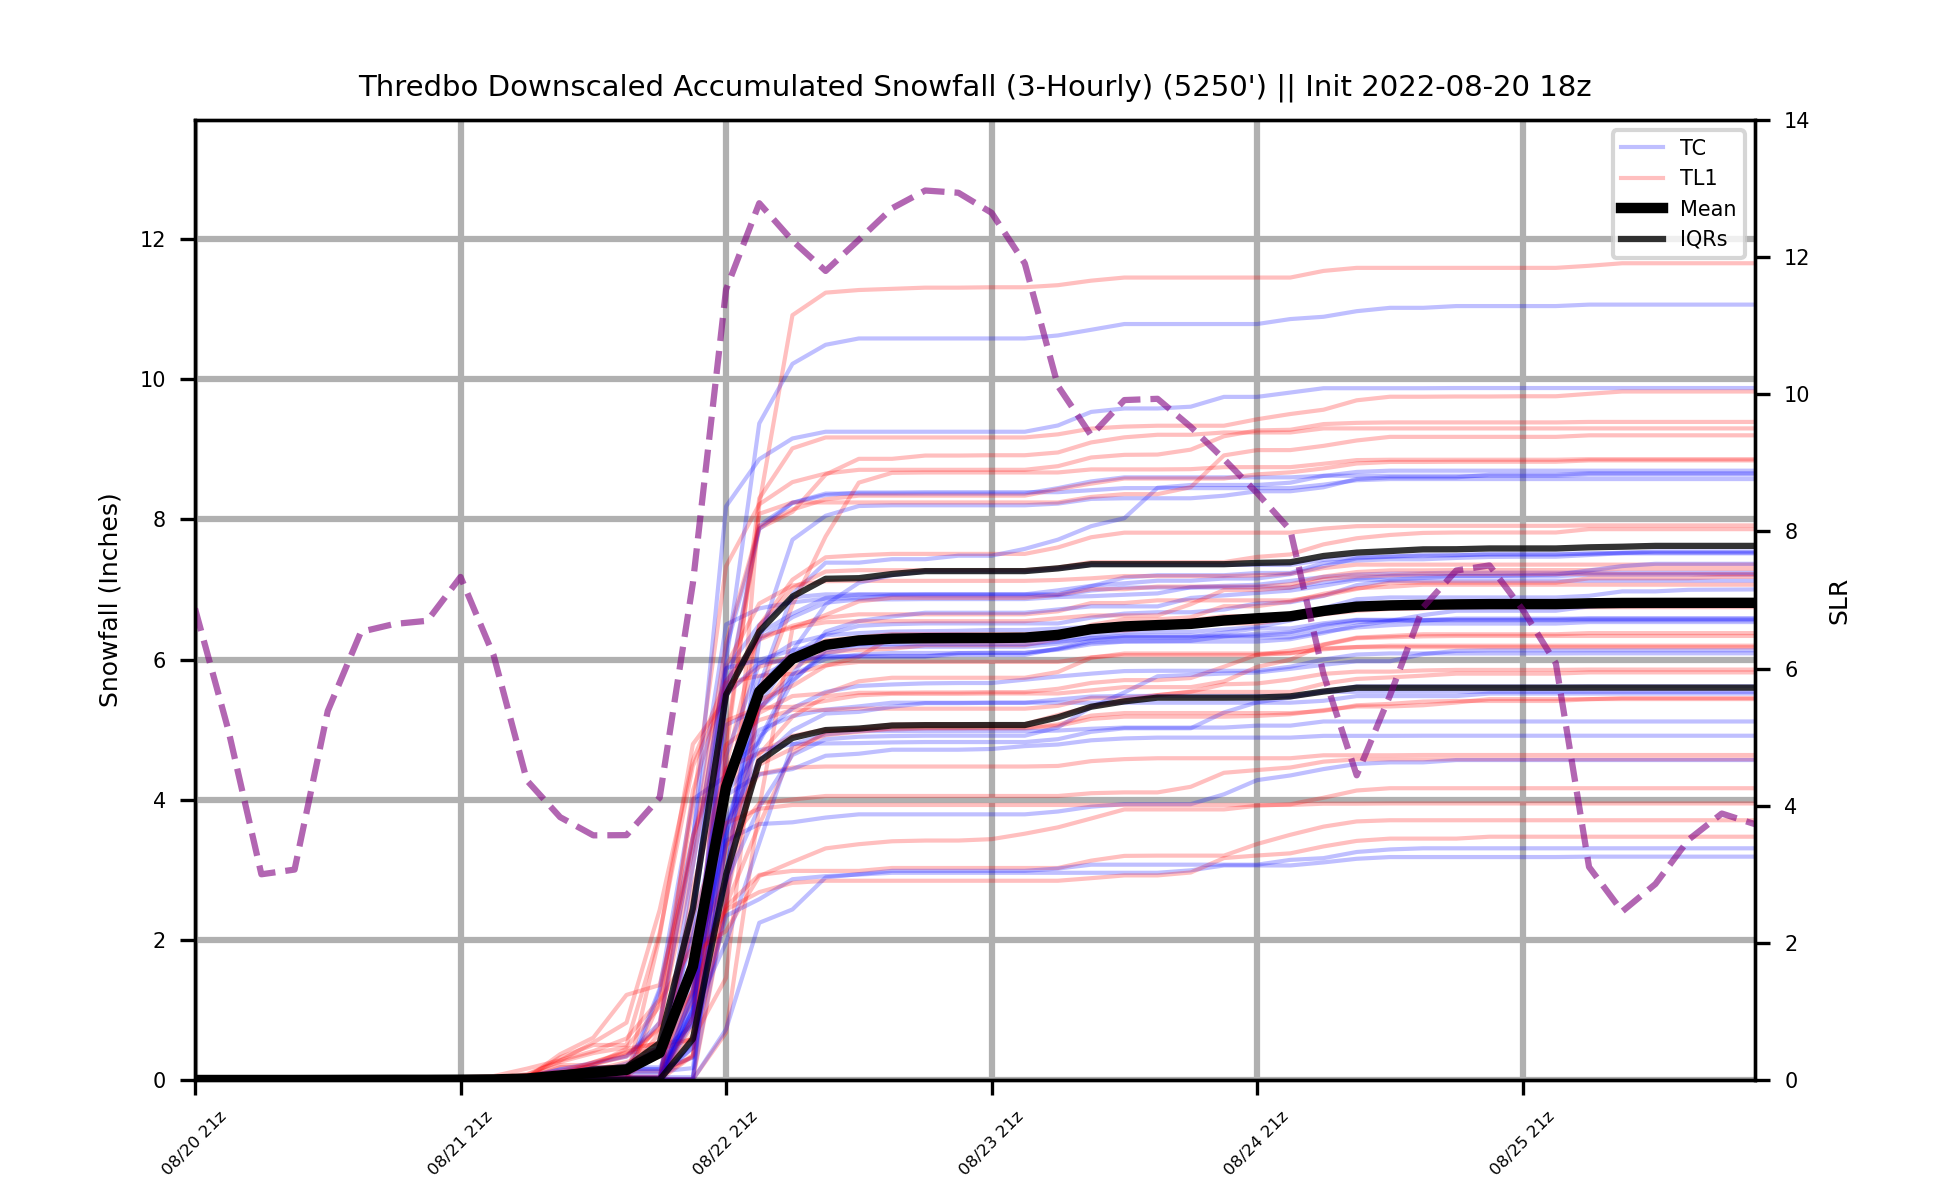 Thredbo Downscaled Accumulated Snowfall (3-Hourly) (5250') || Init 2022-08-20 18z
TC
TL1
Mean
IQRs
Snowfall (Inches)
12
10
8
6
4
2
0
14
12
10
8
6
4
2
0
SLR
08/20 21z
08/21 21z
08/22 21z
08/23 21z
08/24 21z
08/25 21z